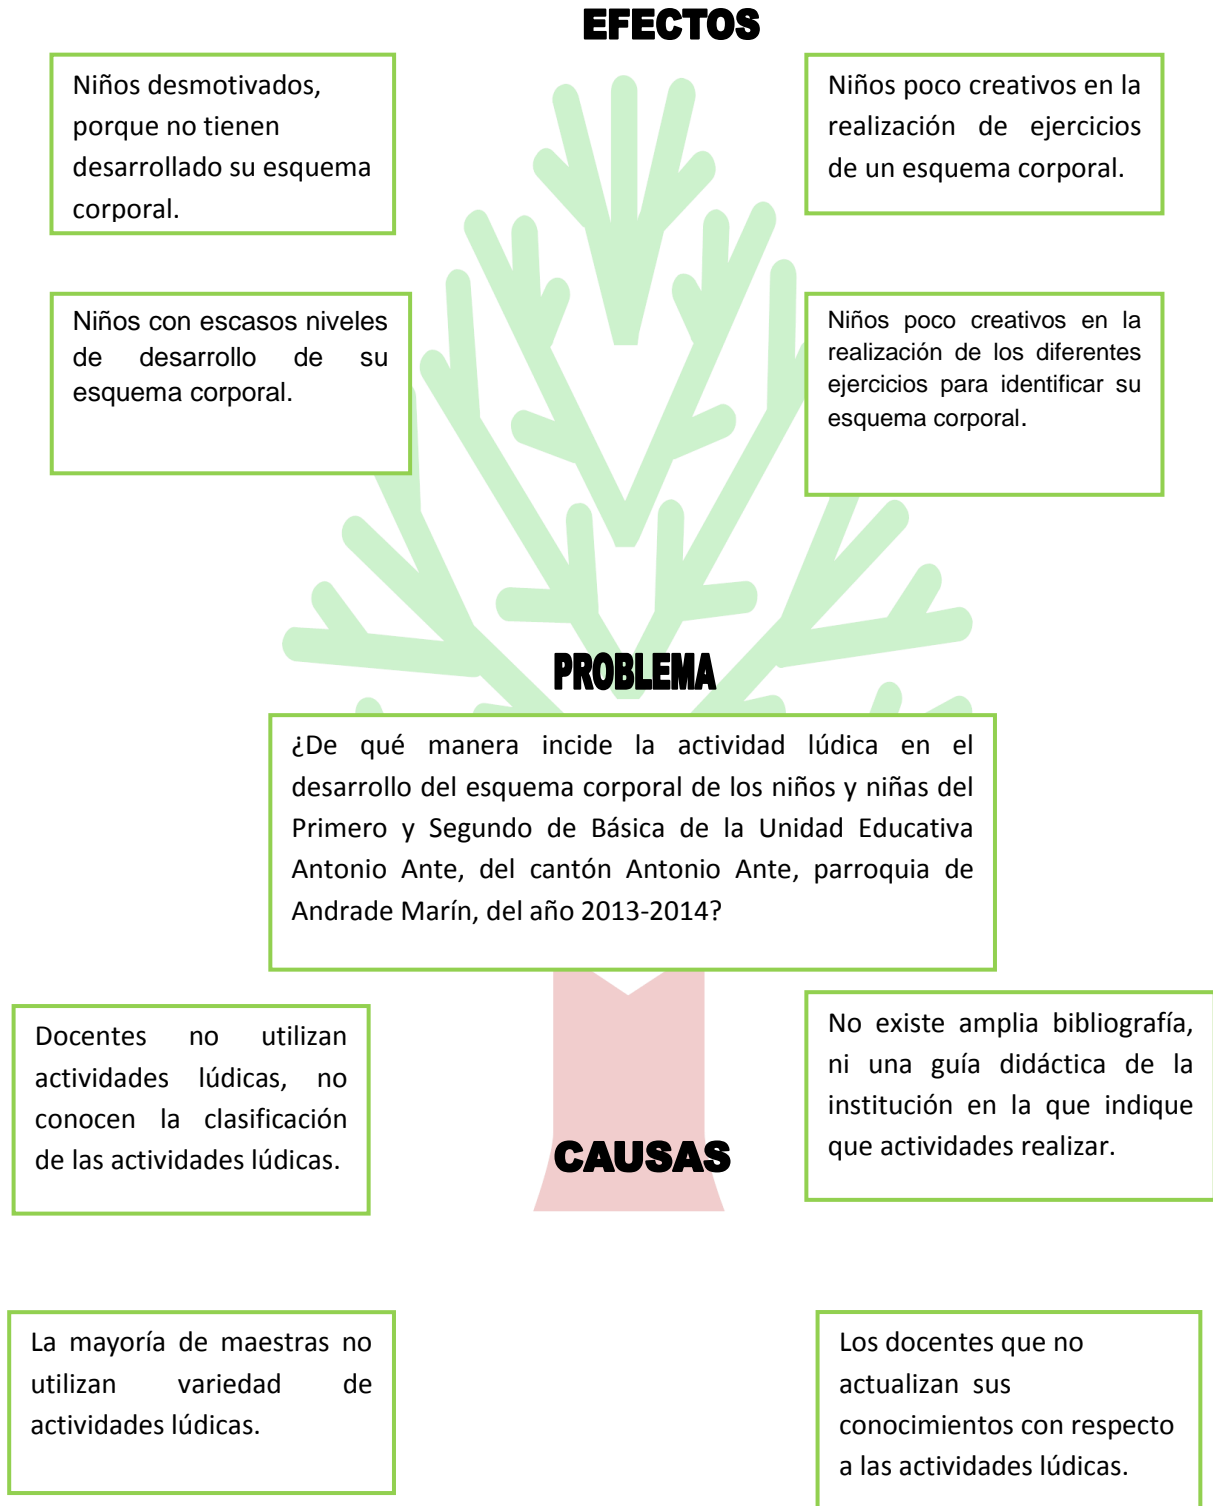 EFECTOS
Niños desmotivados,
porque no tienen
desarrollado su esquema
corporal.
Niños poco creativos en la
realización de ejercicios
de un esquema corporal.
Niños con escasos niveles
de desarrollo de su
esquema corporal.
Niños poco creativos en la
realización de los diferentes
ejercicios para identificar su
esquema corporal.
PROBLEMA
¿De qué manera incide la actividad lúdica en el
desarrollo del esquema corporal de los niños y niñas del
Primero y Segundo de Básica de la Unidad Educativa
Antonio Ante, del cantón Antonio Ante, parroquia de
Andrade Marín, del año 2013-2014?
Docentes no utilizan
actividades lúdicas, no
conocen la clasificación
de las actividades lúdicas.
No existe amplia bibliografía,
ni una guía didáctica de la
institución en la que indique
que actividades realizar.
CAUSAS
La mayoría de maestras no
utilizan variedad de
actividades lúdicas.
Los docentes que no
actualizan sus
conocimientos con respecto
a las actividades lúdicas.